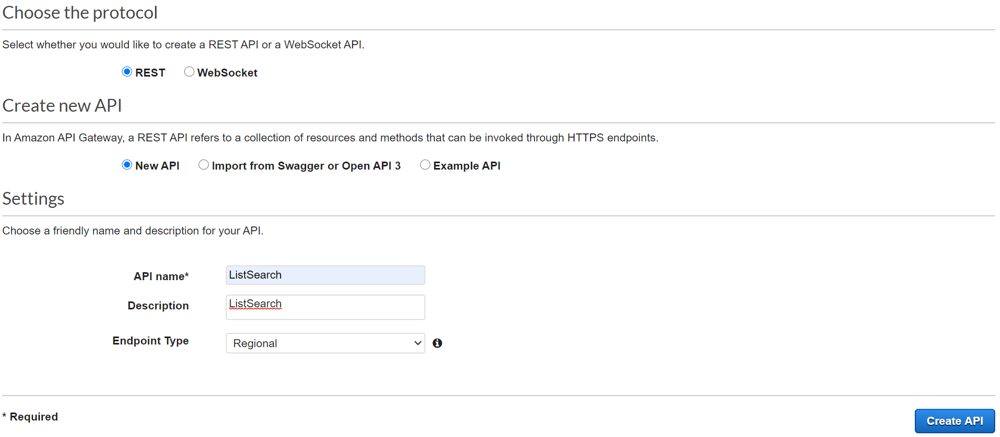 Choose the protocol
Select whether you would like to create a REST API or a WebSocket API.
REST WebSocket
Create new API
In Amazon API Gateway, a REST API refers to a collection of resources and methods that can be invoked through HTTPS endpoints.
New API Import from Swagger or Open API 3 Example API
Settings
Choose a friendly name and description for your API.
API name* ListSearch
Description ListSearch
Endpoint Type Regional
* Required
Create API